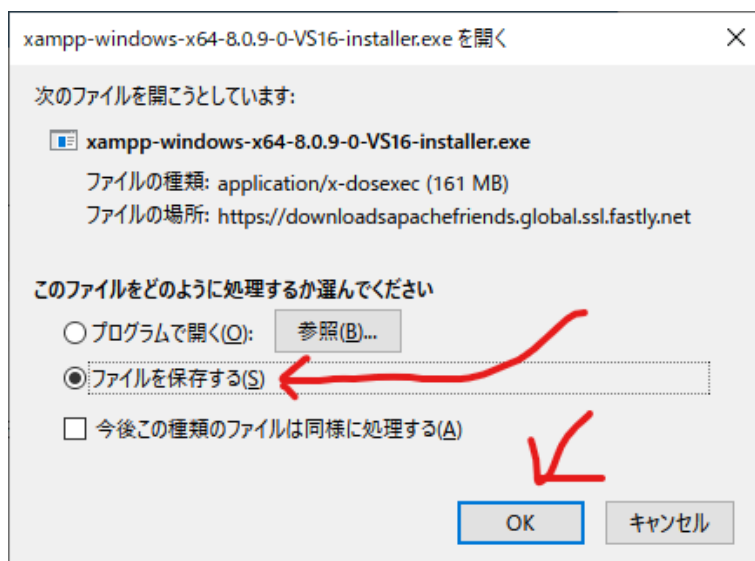 xampp-windows-x64-8.0.9-0-VS16-installer.exe を開く
次のファイルを開こうとしています:
xampp-windows-x64-8.0.9-0-VS16-installer.exe
ファイルの種類: application/x-dosexec (161 MB)
ファイルの場所: https://downloadsapachefriends.global.ssl.fastly.net
このファイルをどのように処理するか選んでください
プログラムで開く(O): 参照(B)...
ファイルを保存する(S)
今後この種類のファイルは同様に処理する(A)
OK キャンセル